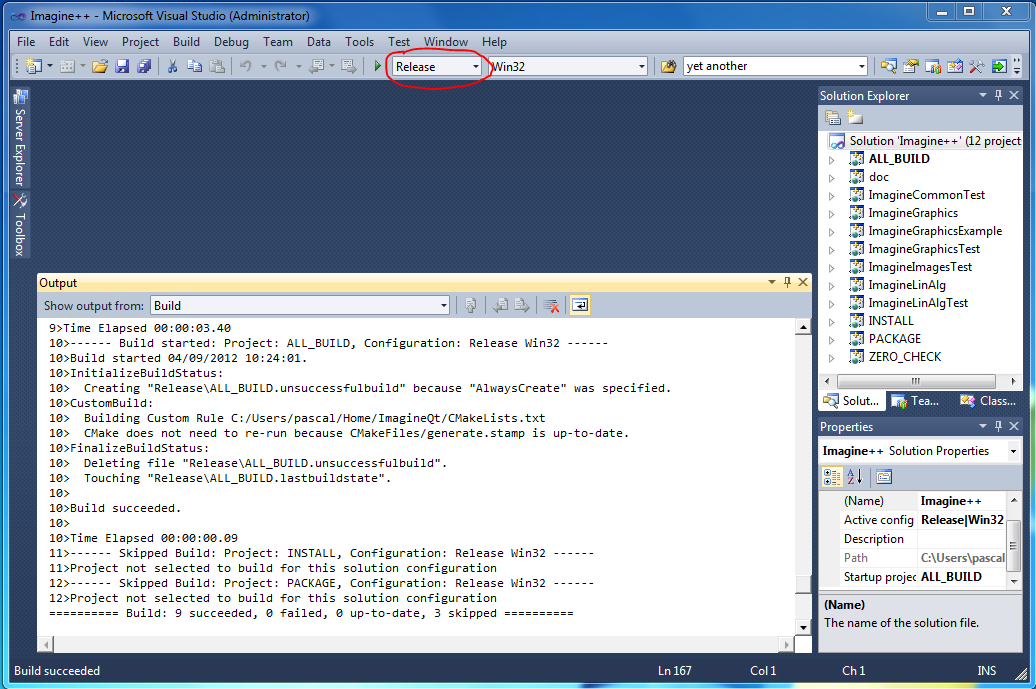 Imagine++ - Microsoft Visual Studio (Administrator)
File Edit View Project Build Debug Team Data Tools Test Window Help
Release Win32 yet another
Server Explorer
Toolbox
Solution Explorer
Solution 'Imagine++' (12 project
ALL_BUILD
doc
ImagineCommonTest
ImagineGraphics
ImagineGraphicsExample
ImagineGraphicsTest
ImagineImagesTest
ImagineLinAlg
ImagineLinAlgTest
INSTALL
PACKAGE
ZERO_CHECK
Solut... Tea... Class...
Properties
Imagine++ Solution Properties
(Name) Imagine++
Active config Release|Win32
Description
Path C:\Users\pascal
Startup projec ALL_BUILD
(Name)
The name of the solution file.
Output
Show output from: Build
9>Time Elapsed 00:00:03.40
10>------ Build started: Project: ALL_BUILD, Configuration: Release Win32 ------
10>Build started 04/09/2012 10:24:01.
10>InitializeBuildStatus:
10>  Creating "Release\ALL_BUILD.unsuccessfulbuild" because "AlwaysCreate" was specified.
10>CustomBuild:
10>  Building Custom Rule C:/Users/pascal/Home/ImagineQt/CMakeLists.txt
10>  CMake does not need to re-run because CMakeFiles/generate.stamp is up-to-date.
10>FinalizeBuildStatus:
10>  Deleting file "Release\ALL_BUILD.unsuccessfulbuild".
10>  Touching "Release\ALL_BUILD.lastbuildstate".
10>
10>Build succeeded.
10>
10>Time Elapsed 00:00:00.09
11>------ Skipped Build: Project: INSTALL, Configuration: Release Win32 ------
11>Project not selected to build for this solution configuration
12>------ Skipped Build: Project: PACKAGE, Configuration: Release Win32 ------
12>Project not selected to build for this solution configuration
========== Build: 9 succeeded, 0 failed, 0 up-to-date, 3 skipped ==========
Build succeeded Ln 167 Col 1 Ch 1 INS